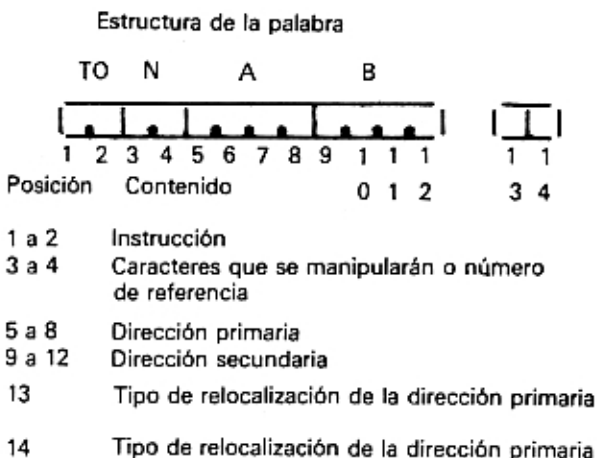 Estructura de la palabra
TO N A B
1 2 3 4 5 6 7 8 9 1 1 1 1 1
Posición Contenido 0 1 2 3 4
1 a 2 Instrucción
3 a 4 Caracteres que se manipularán o número
de referencia
5 a 8 Dirección primaria
9 a 12 Dirección secundaria
13 Tipo de relocalización de la dirección primaria
14 Tipo de relocalización de la dirección primaria